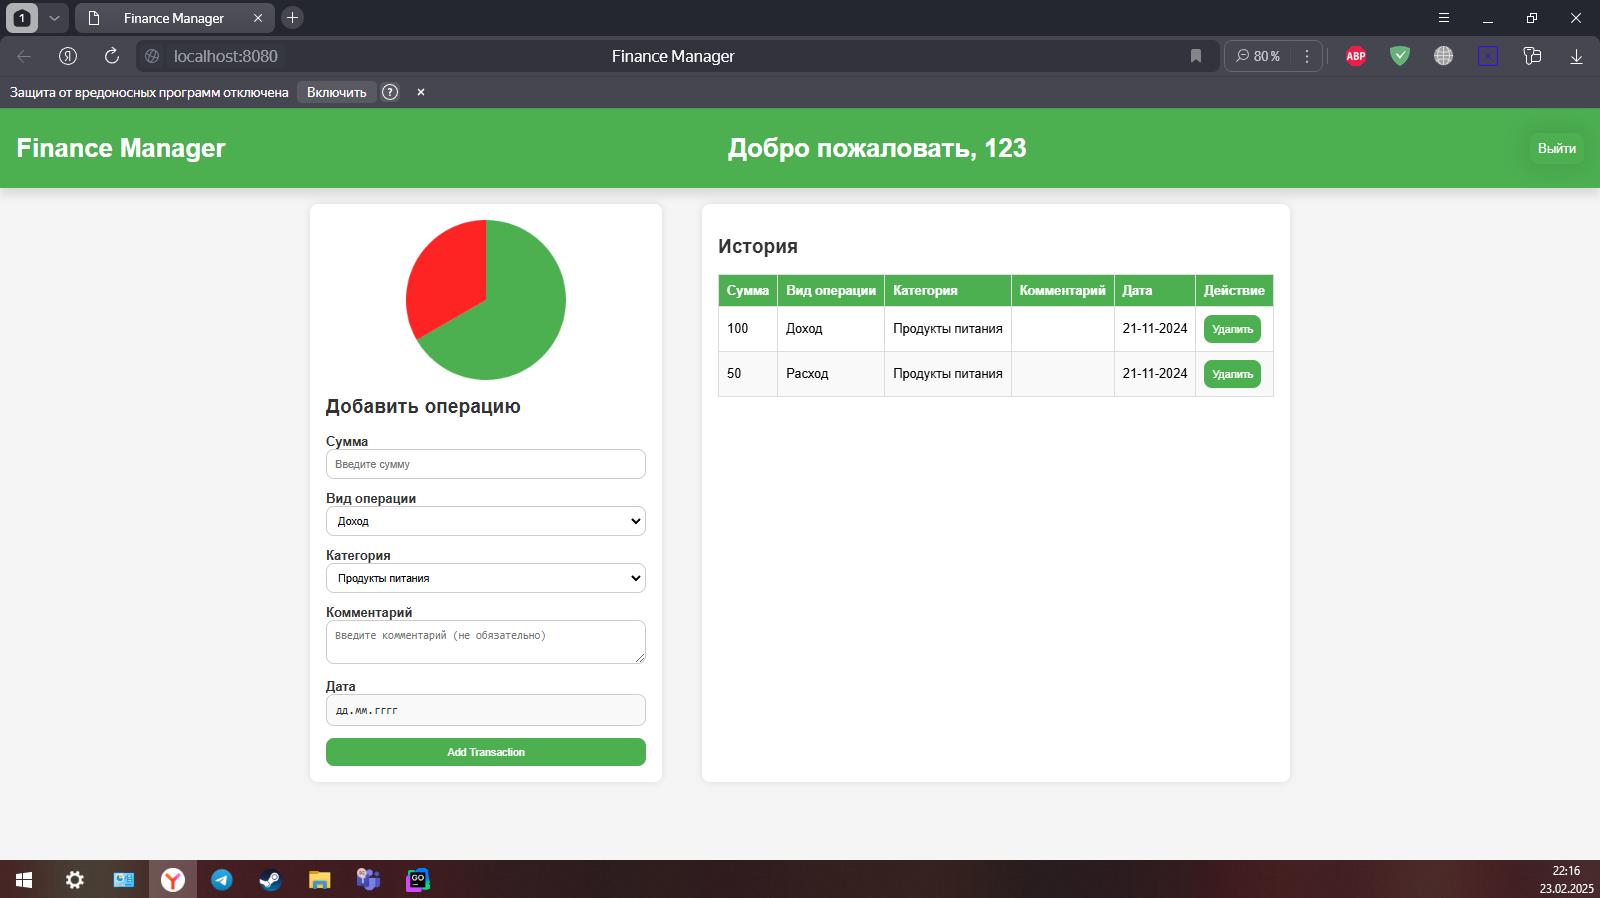 1
Finance Manager
localhost:8080
Finance Manager
80 %
ABP
Защита от вредоносных программ отключена
Включить
?
Finance Manager
Добро пожаловать, 123
Выйти
Добавить операцию
Сумма
Введите сумму
Вид операции
Доход
Категория
Продукты питания
Комментарий
Введите комментарий (не обязательно)
Дата
дд.мм.гггг
Add Transaction
История
Сумма Вид операции Категория Комментарий Дата Действие
100 Доход Продукты питания 21-11-2024 Удалить
50 Расход Продукты питания 21-11-2024 Удалить
GO
22:16
23.02.2025